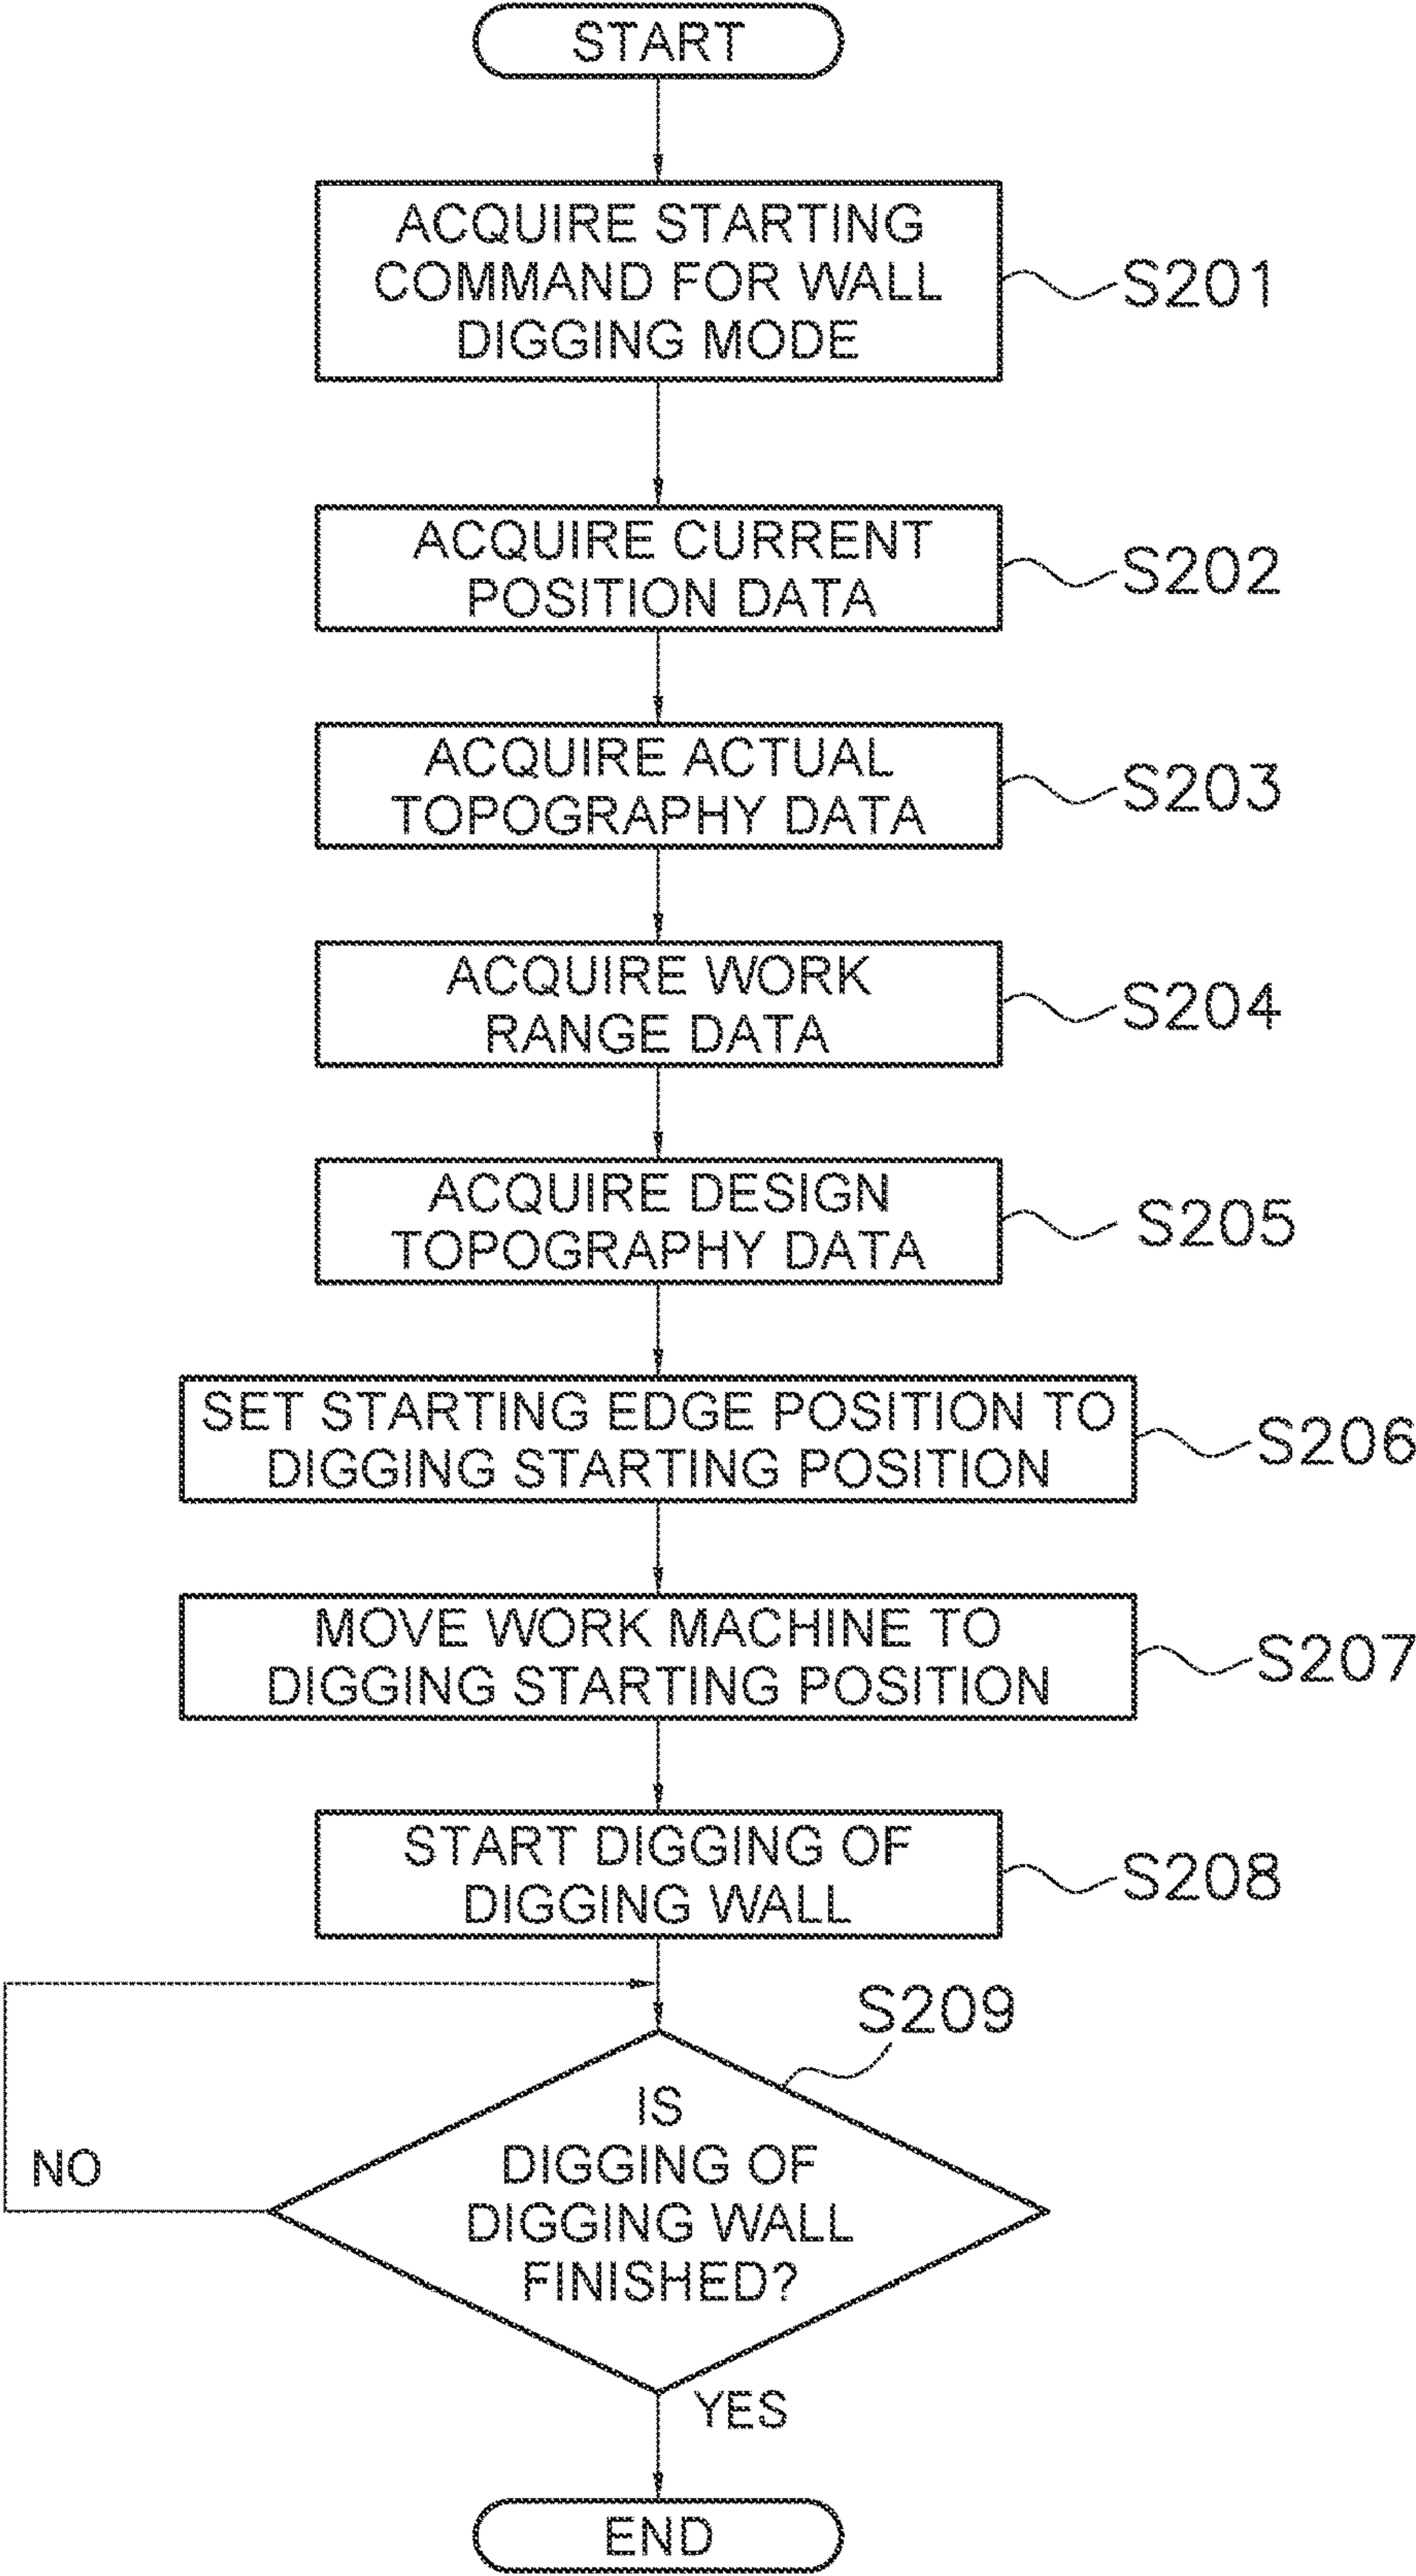 START
ACQUIRE STARTING
COMMAND FOR WALL
DIGGING MODE
S201
ACQUIRE CURRENT
POSITION DATA
S202
ACQUIRE ACTUAL
TOPOGRAPHY DATA
S203
ACQUIRE WORK
RANGE DATA
S204
ACQUIRE DESIGN
TOPOGRAPHY DATA
S205
SET STARTING EDGE POSITION TO
DIGGING STARTING POSITION
S206
MOVE WORK MACHINE TO
DIGGING STARTING POSITION
S207
START DIGGING OF
DIGGING WALL
S208
S209
IS
DIGGING OF
DIGGING WALL
FINISHED?
NO
YES
END